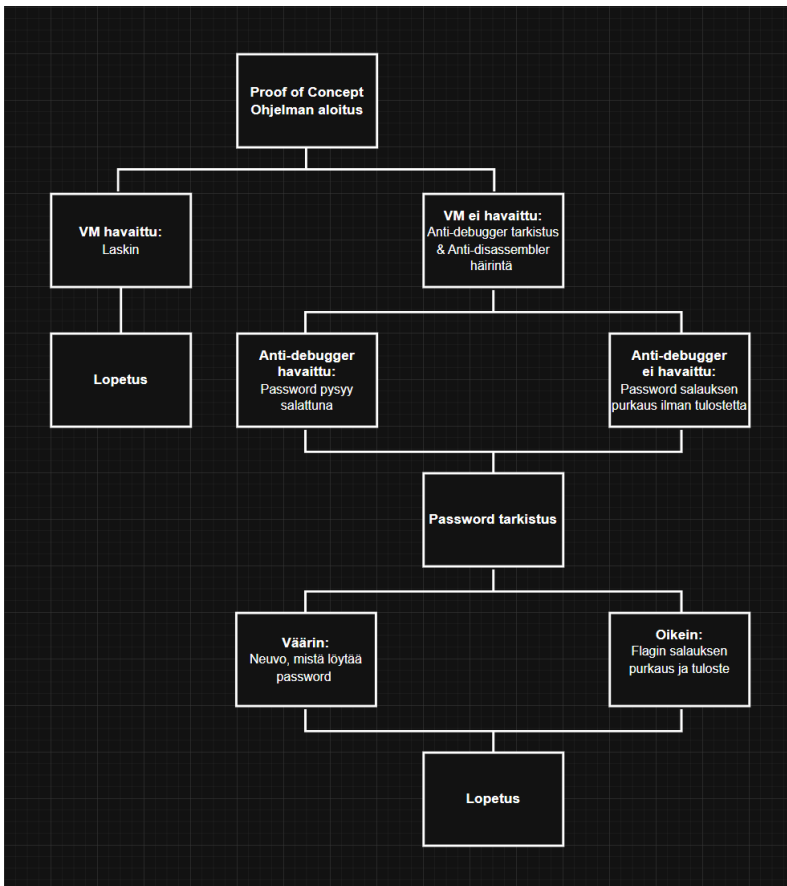 Proof of Concept
Ohjelman aloitus
VM havaittu:
Laskin
VM ei havaittu:
Anti-debugger tarkistus
& Anti-disassembler
häirintä
Lopetus
Anti-debugger
havaittu:
Password pysyy
salattuna
Anti-debugger
ei havaittu:
Password salauksen
purkaus ilman tulostetta
Password tarkistus
Väärin:
Neuvo, mistä löytää
password
Oikein:
Flagin salauksen
purkaus ja tuloste
Lopetus